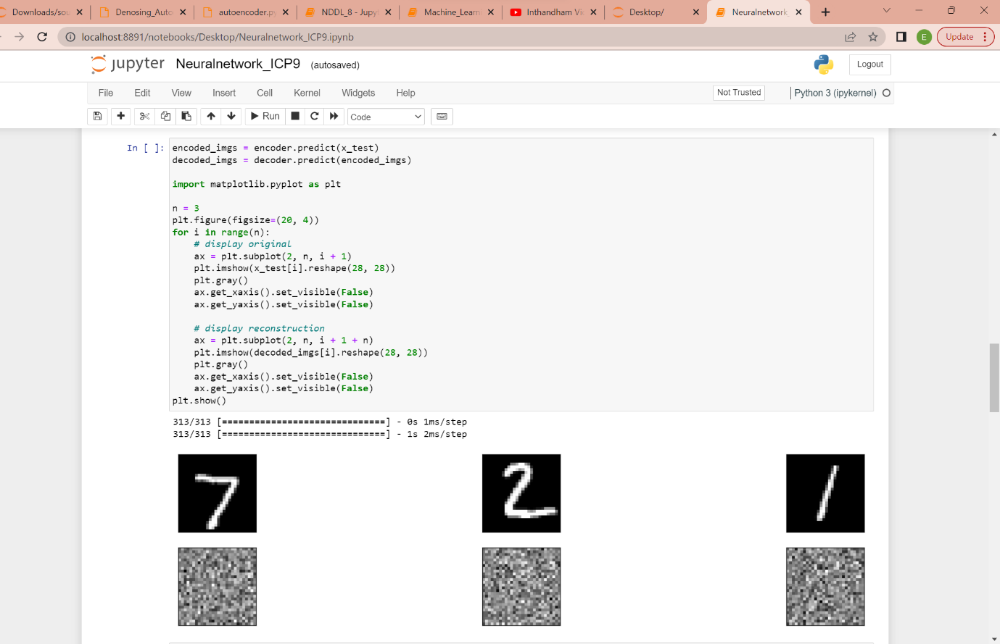 Downloads/sou
Denosing_Auto
autoencoder.p
NDDL_8 - Jupy
Machine_Learn
Inthandham Vi
Desktop/
Neuralnetwork_
localhost:8891/notebooks/Desktop/Neuralnetwork_ICP9.ipynb
E
Update
jupyter Neuralnetwork_ICP9 (autosaved)
Logout
File Edit View Insert Cell Kernel Widgets Help
Not Trusted
Python 3 (ipykernel)
Run
Code
In [ ]:
encoded_imgs = encoder.predict(x_test)
decoded_imgs = decoder.predict(encoded_imgs)
import matplotlib.pyplot as plt
n = 3
plt.figure(figsize=(20, 4))
for i in range(n):
# display original
ax = plt.subplot(2, n, i + 1)
plt.imshow(x_test[i].reshape(28, 28))
plt.gray()
ax.get_xaxis().set_visible(False)
ax.get_yaxis().set_visible(False)
# display reconstruction
ax = plt.subplot(2, n, i + 1 + n)
plt.imshow(decoded_imgs[i].reshape(28, 28))
plt.gray()
ax.get_xaxis().set_visible(False)
ax.get_yaxis().set_visible(False)
plt.show()
313/313 [==============================] - 0s 1ms/step
313/313 [==============================] - 1s 2ms/step
7 2 1